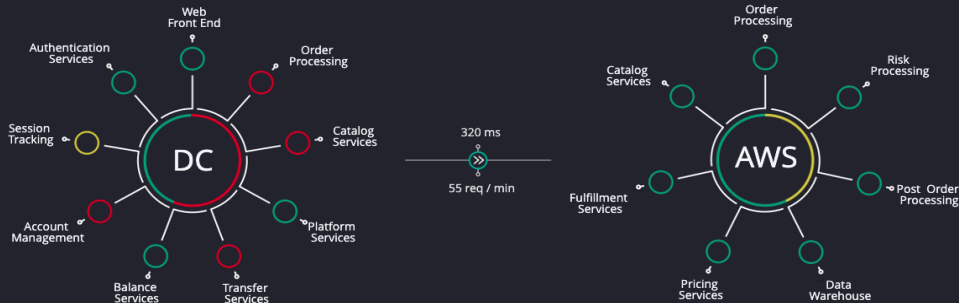 Web
Front End
Authentication
Services
Order
Processing
Session
Tracking
Catalog
Services
DC
Account
Management
Platform
Services
Balance
Services
Transfer
Services
320 ms
55 req / min
Order
Processing
Catalog
Services
Risk
Processing
AWS
Fulfillment
Services
Post Order
Processing
Pricing
Services
Data
Warehouse